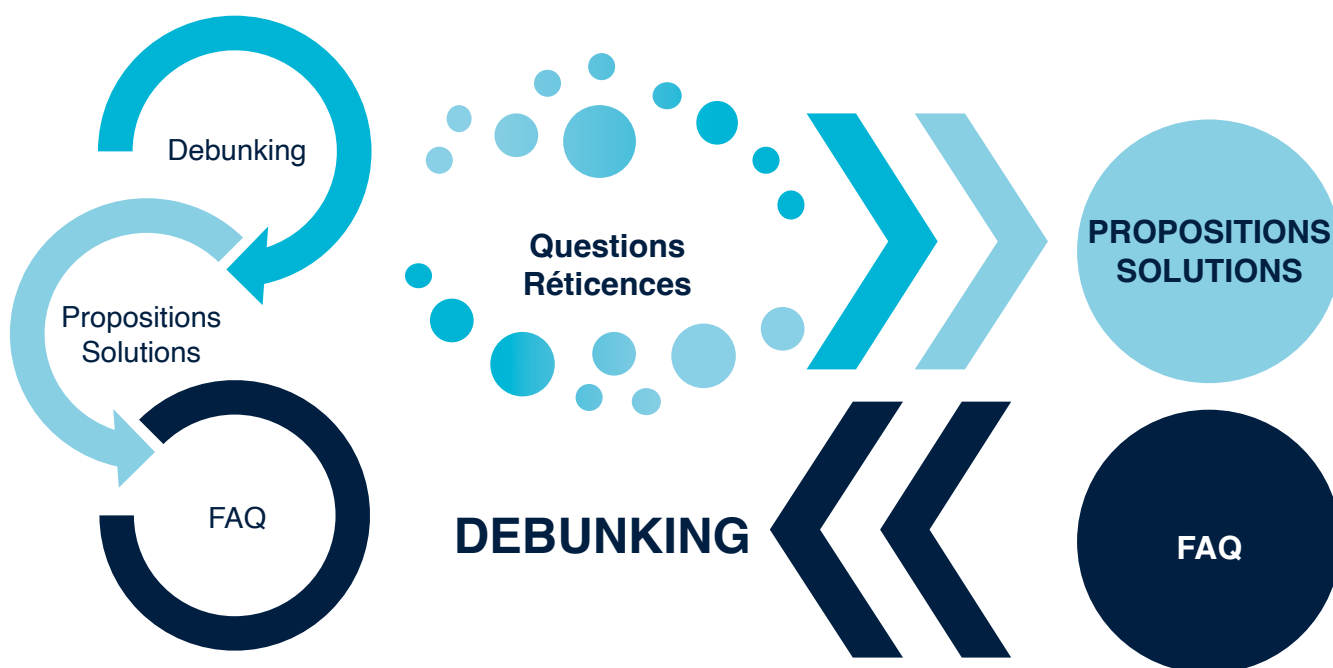 Debunking
Propositions
Solutions
FAQ
Questions
Réticences
PROPOSITIONS
SOLUTIONS
DEBUNKING
FAQ